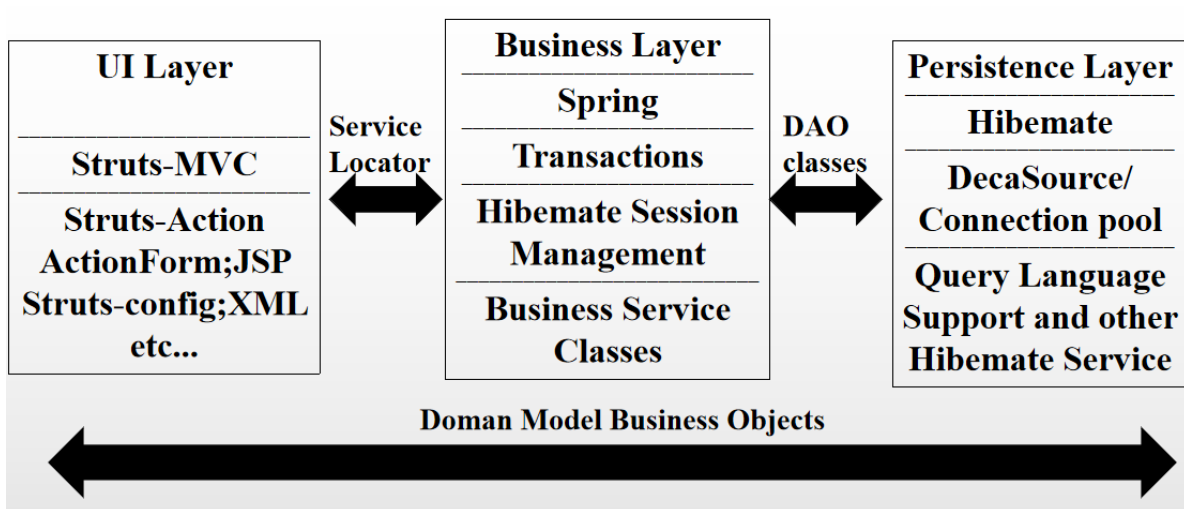 UI Layer
Struts-MVC
Struts-Action
ActionForm;JSP
Struts-config;XML
etc...
Service
Locator
Business Layer
Spring
Transactions
Hibemate Session
Management
Business Service
Classes
DAO
classes
Persistence Layer
Hibemate
DecaSource/
Connection pool
Query Language
Support and other
Hibemate Service
Doman Model Business Objects